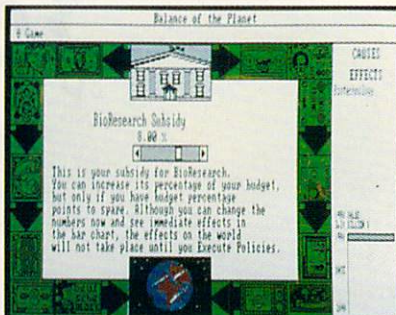 Balance of the Planet
Game
CAUSES
EFFECTS
BioResearch Subsidy
8.00 %
This is your subsidy for BioResearch.
You can increase its percentage of your budget,
but only if you have budget percentage
points to spare. Although you can change the
numbers now and see immediate effects in
the bar chart, the effects on the world
will not take place until you Execute Policies.